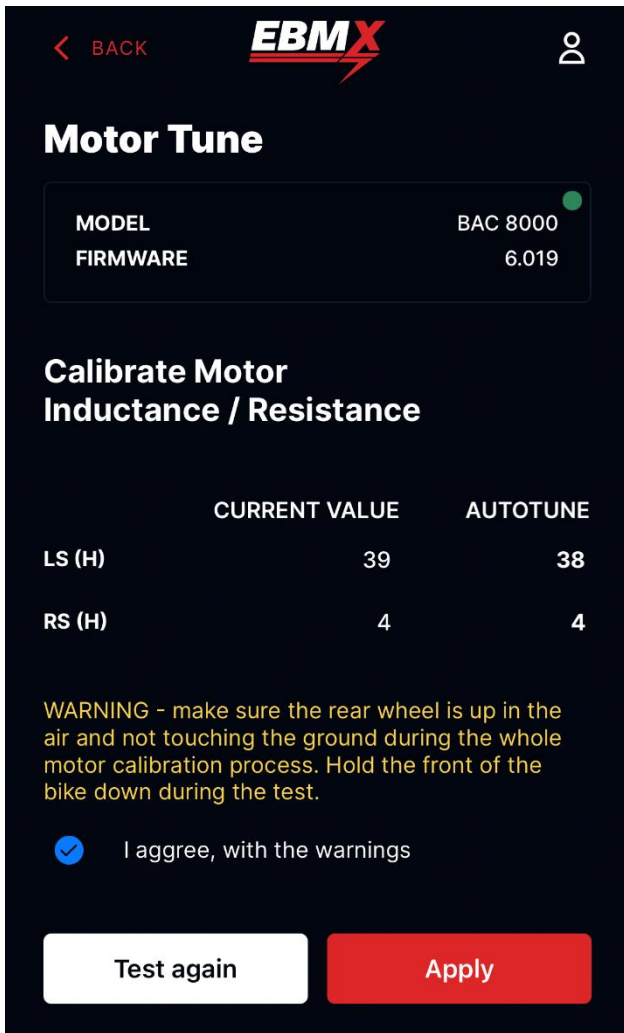 BACK
EBMX
Motor Tune
MODEL BAC 8000
FIRMWARE 6.019
Calibrate Motor
Inductance / Resistance
CURRENT VALUE AUTOTUNE
LS (H) 39 38
RS (H) 4 4
WARNING - make sure the rear wheel is up in the
air and not touching the ground during the whole
motor calibration process. Hold the front of the
bike down during the test.
I aggree, with the warnings
Test again Apply